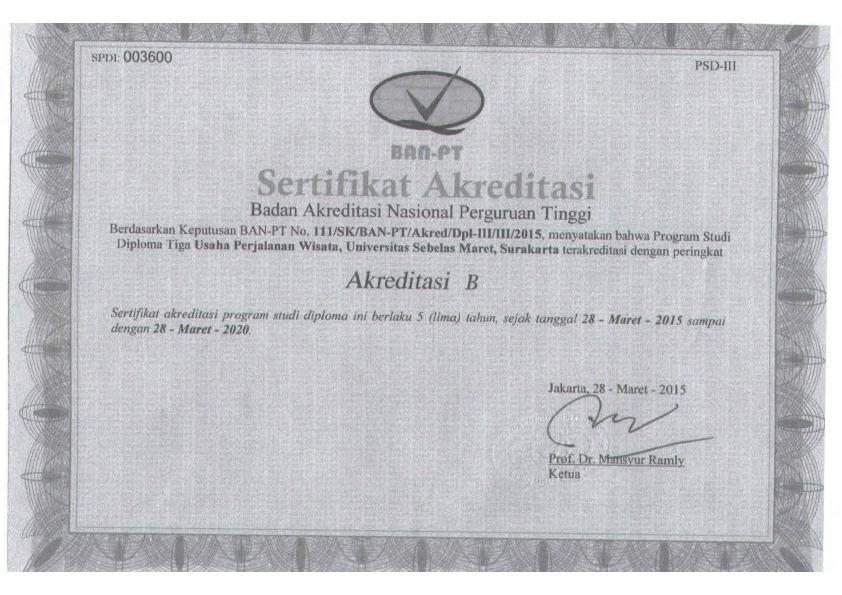 SPDI: 003600
PSD-III
BAN-PT
Sertifikat Akreditasi
Badan Akreditasi Nasional Perguruan Tinggi
Berdasarkan Keputusan BAN-PT No. 111/SK/BAN-PT/Akred/Dpl-III/III/2015, menyatakan bahwa Program Studi
Diploma Tiga Usaha Perjalanan Wisata, Universitas Sebelas Maret, Surakarta terakreditasi dengan peringkat
Akreditasi B
Sertifikat akreditasi program studi diploma ini berlaku 5 (lima) tahun, sejak tanggal 28 - Maret - 2015 sampai
dengan 28 - Maret - 2020.
Jakarta, 28 - Maret - 2015
Prof. Dr. Mansyur Ramly
Ketua